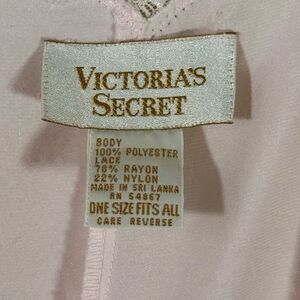 VICTORIA'S
SECRET
BODY
100% POLYESTER
LACE
78% RAYON
22% NYLON
MADE IN SRI LANKA
RN 54867
ONE SIZE FITS ALL
CARE REVERSE